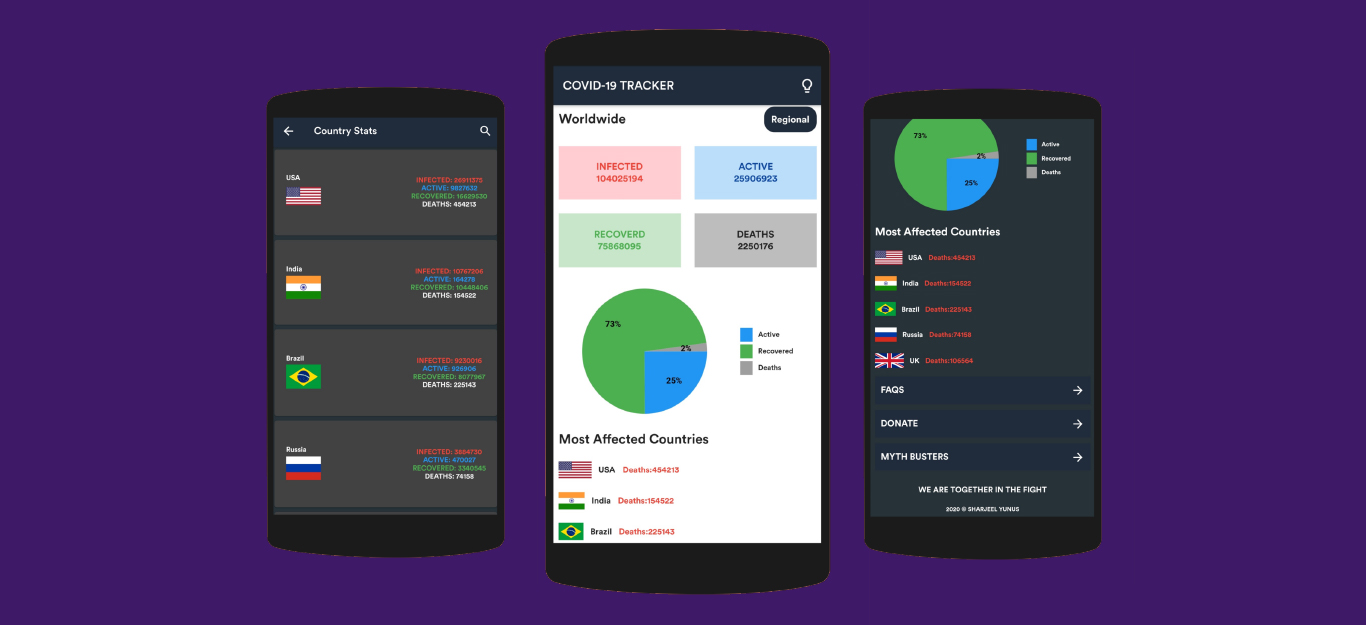 Country Stats
USA
INFECTED: 26911375
ACTIVE: 9827632
RECOVERED: 16629530
DEATHS: 454213
India
INFECTED: 10767206
ACTIVE: 164278
RECOVERED: 10448406
DEATHS: 154522
Brazil
INFECTED: 9230016
ACTIVE: 926906
RECOVERED: 8077967
DEATHS: 225143
Russia
INFECTED: 3884730
ACTIVE: 470027
RECOVERED: 3340545
DEATHS: 74158
COVID-19 TRACKER
Worldwide
Regional
INFECTED
104025194
ACTIVE
25906923
RECOVERD
75868095
DEATHS
2250176
73%
2%
25%
Active
Recovered
Deaths
Most Affected Countries
USA Deaths:454213
India Deaths:154522
Brazil Deaths:225143
73%
2%
25%
Active
Recovered
Deaths
Most Affected Countries
USA Deaths:454213
India Deaths:154522
Brazil Deaths:225143
Russia Deaths:74158
UK Deaths:106564
FAQS
DONATE
MYTH BUSTERS
WE ARE TOGETHER IN THE FIGHT
2020 © SHARJEEL YUNUS